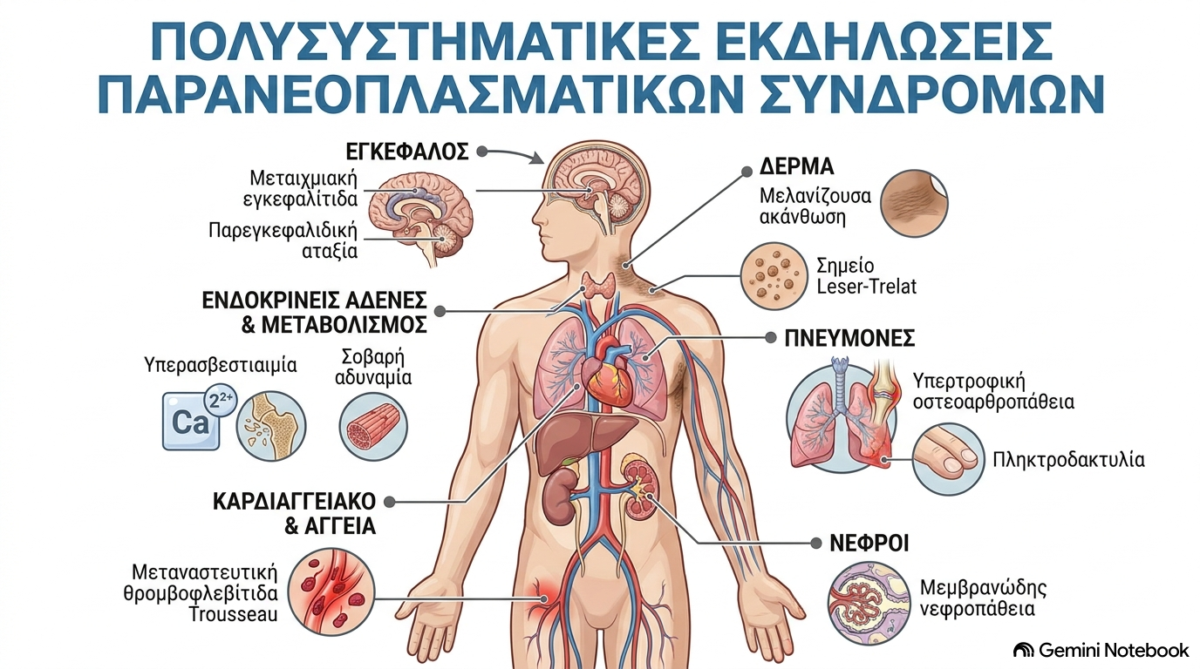 ΠΟΛΥΣΥΣΤΗΜΑΤΙΚΕΣ ΕΚΔΗΛΩΣΕΙΣ
ΠΑΡΑΝΕΟΠΛΑΣΜΑΤΙΚΩΝ ΣΥΝΔΡΟΜΩΝ
ΕΓΚΕΦΑΛΟΣ
Μεταιχμιακή
εγκεφαλίτιδα
Παρεγκεφαλιδική
αταξία
ΕΝΔΟΚΡΙΝΕΙΣ ΑΔΕΝΕΣ
& ΜΕΤΑΒΟΛΙΣΜΟΣ
Υπερασβεστιαιμία
Ca
2²⁺
Σοβαρή
αδυναμία
ΚΑΡΔΙΑΓΓΕΙΑΚΟ
& ΑΓΓΕΙΑ
Μεταναστευτική
θρομβοφλεβίτιδα
Trousseau
ΔΕΡΜΑ
Μελανίζουσα
ακάνθωση
Σημείο
Leser-Trelat
ΠΝΕΥΜΟΝΕΣ
Υπερτροφική
οστεοαρθροπάθεια
Πληκτροδακτυλία
ΝΕΦΡΟΙ
Μεμβρανώδης
νεφροπάθεια
Gemini Notebook